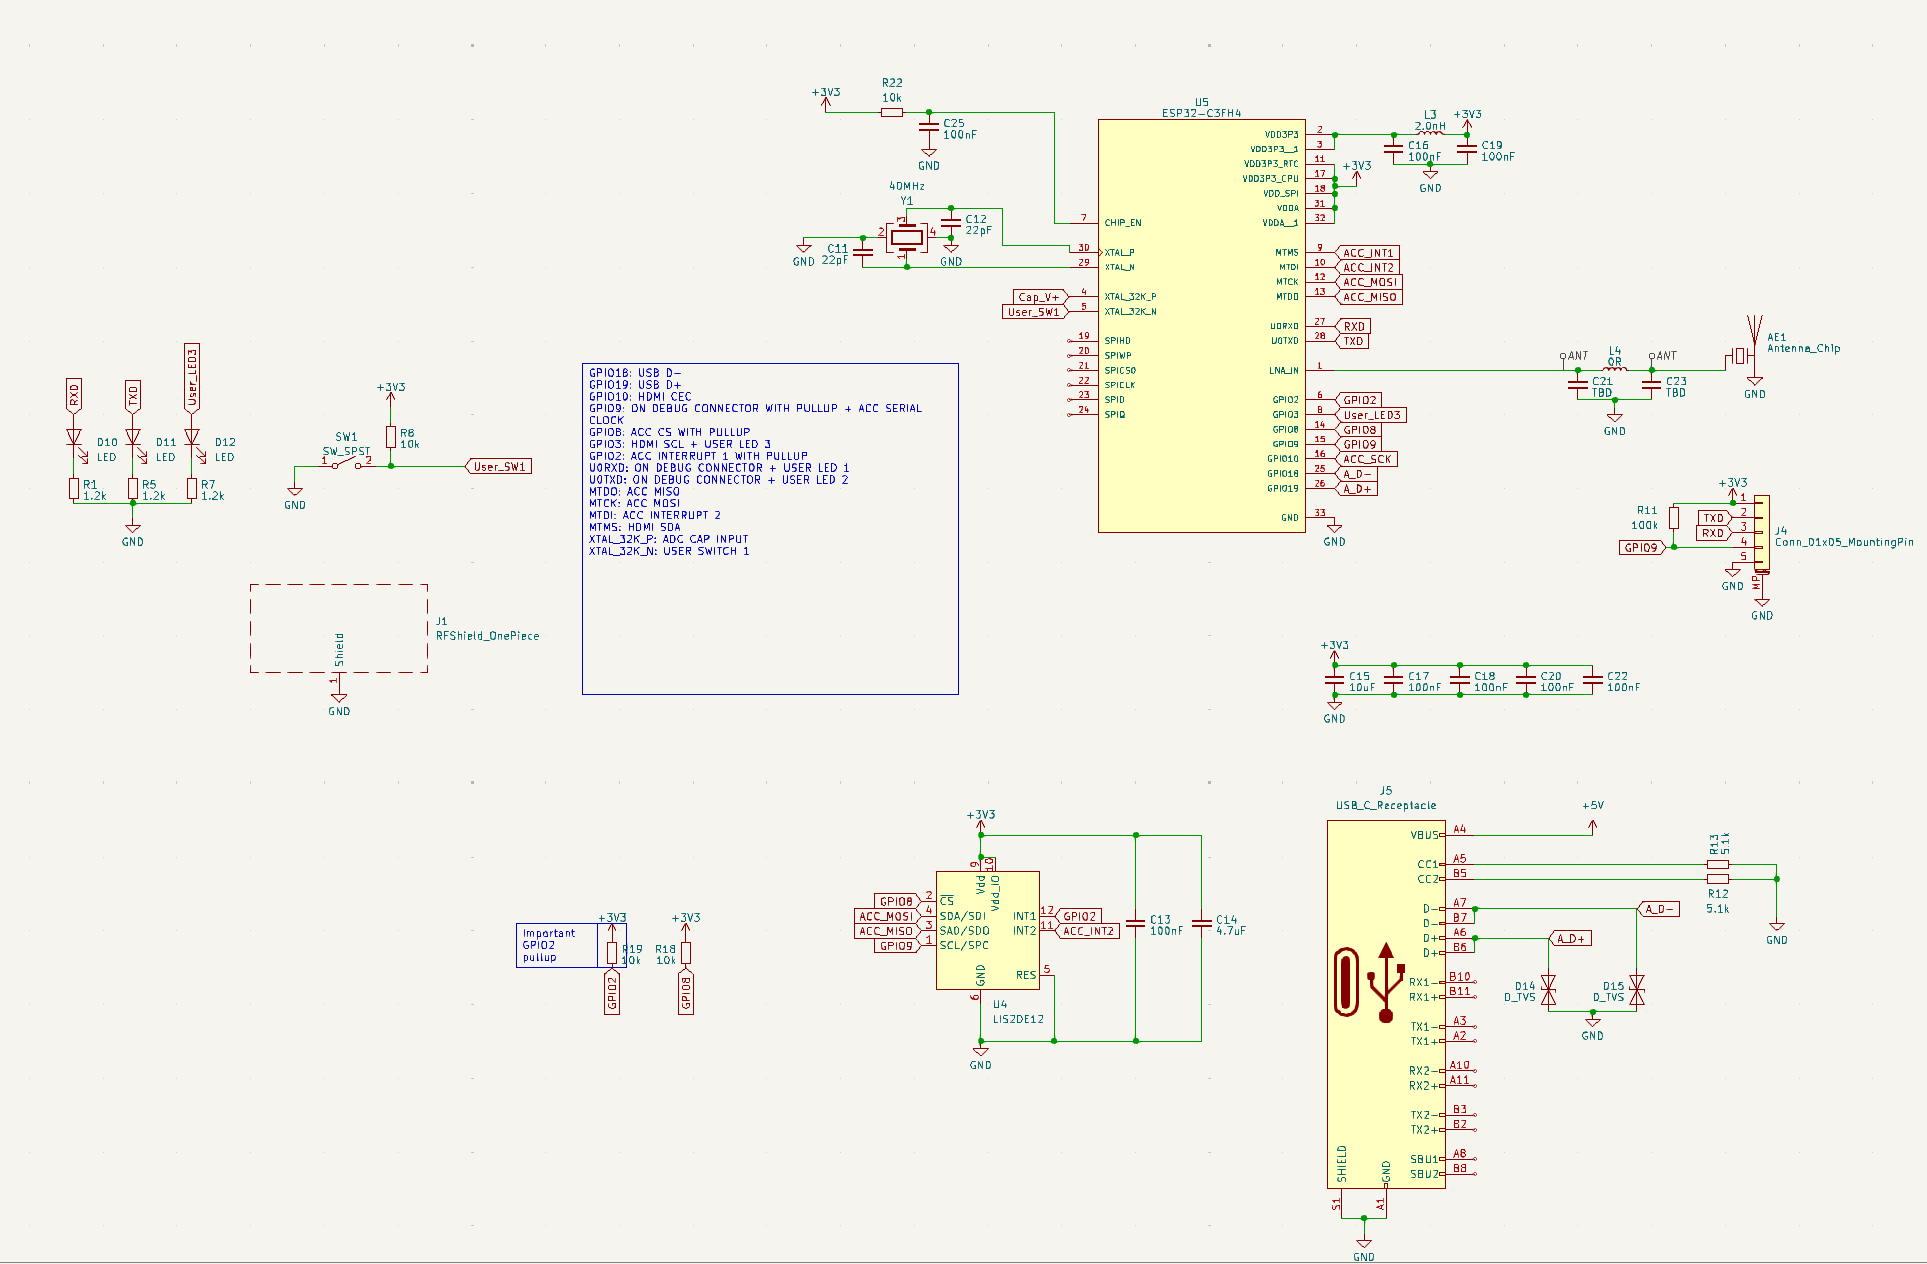 R22
10k
+3V3
C25
100nF
GND
40MHz
Y1
3
2
4
1
C12
22pF
C11
22pF
GND
GND
U5
ESP32-C3FH4
7 CHIP_EN
30 XTAL_P
29 XTAL_N
Cap_V+ 4 XTAL_32K_P
User_SW1 5 XTAL_32K_N
19 SPIHD
20 SPIWP
21 SPICS0
22 SPICLK
23 SPID
24 SPIQ
VDD3P3 2
VDD3P3__1 3
VDD3P3_RTC 11
VDD3P3_CPU 17
VDD_SPI 18
VDDA 31
VDDA__1 32
MTMS 9 ACC_INT1
MTDI 10 ACC_INT2
MTCK 12 ACC_MOSI
MTDO 13 ACC_MISO
U0RXD 27 RXD
U0TXD 28 TXD
LNA_IN 1
GPIO2 6 GPIO2
GPIO3 8 User_LED3
GPIO8 14 GPIO8
GPIO9 15 GPIO9
GPIO10 16 ACC_SCK
GPIO18 25 A_D-
GPIO19 26 A_D+
GND 33
GND
L3
2.0nH
+3V3
C16
100nF
C19
100nF
GND
+3V3
ANT
L4
0R
ANT
C21
TBD
C23
TBD
GND
AE1
Antenna_Chip
GND
RXD
TXD
User_LED3
D10
LED
D11
LED
D12
LED
R1
1.2k
R5
1.2k
R7
1.2k
GND
+3V3
R8
10k
SW1
SW_SPST
1 2
User_SW1
GND
GPIO18: USB D-
GPIO19: USB D+
GPIO10: HDMI CEC
GPIO9: ON DEBUG CONNECTOR WITH PULLUP + ACC SERIAL
CLOCK
GPIO8: ACC CS WITH PULLUP
GPIO3: HDMI SCL + USER LED 3
GPIO2: ACC INTERRUPT 1 WITH PULLUP
U0RXD: ON DEBUG CONNECTOR + USER LED 1
U0TXD: ON DEBUG CONNECTOR + USER LED 2
MTDO: ACC MISO
MTCK: ACC MOSI
MTDI: ACC INTERRUPT 2
MTMS: HDMI SDA
XTAL_32K_P: ADC CAP INPUT
XTAL_32K_N: USER SWITCH 1
+3V3
R11
100k
TXD
RXD
GPIO9
1
2
3
4
5
J4
Conn_01x05_MountingPin
MP
GND
GND
J1
RFShield_OnePiece
Shield
1
GND
+3V3
C15
10uF
C17
100nF
C18
100nF
C20
100nF
C22
100nF
GND
+3V3
9
10
Vdd
Vdd_IO
GPIO8 2 CS
ACC_MOSI 4 SDA/SDI
ACC_MISO 3 SA0/SDO
GPIO9 1 SCL/SPC
INT1 12 GPIO2
INT2 11 ACC_INT2
RES 5
GND
6
U4
LIS2DE12
C13
100nF
C14
4.7uF
GND
Important
GPIO2
pullup
+3V3
R19
10k
GPIO2
+3V3
R18
10k
GPIO8
J5
USB_C_Receptacle
VBUS A4
CC1 A5
CC2 B5
D- A7
D- B7
D+ A6
D+ B6
RX1- B10
RX1+ B11
TX1- A3
TX1+ A2
RX2- A10
RX2+ A11
TX2- B3
TX2+ B2
SBU1 A8
SBU2 B8
SHIELD
GND
S1
A1
GND
+5V
R13
5.1k
R12
5.1k
GND
A_D-
A_D+
D14
D_TVS
D15
D_TVS
GND